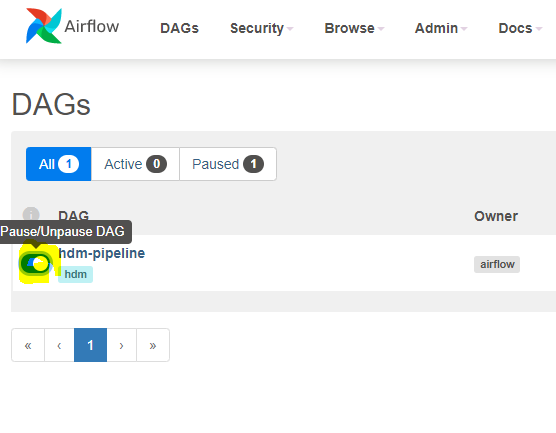 Airflow DAGs Security Browse Admin Docs
DAGs
All 1 Active 0 Paused 1
i DAG Owner
Pause/Unpause DAG
hdm-pipeline
hdm airflow
« ‹ 1 › »